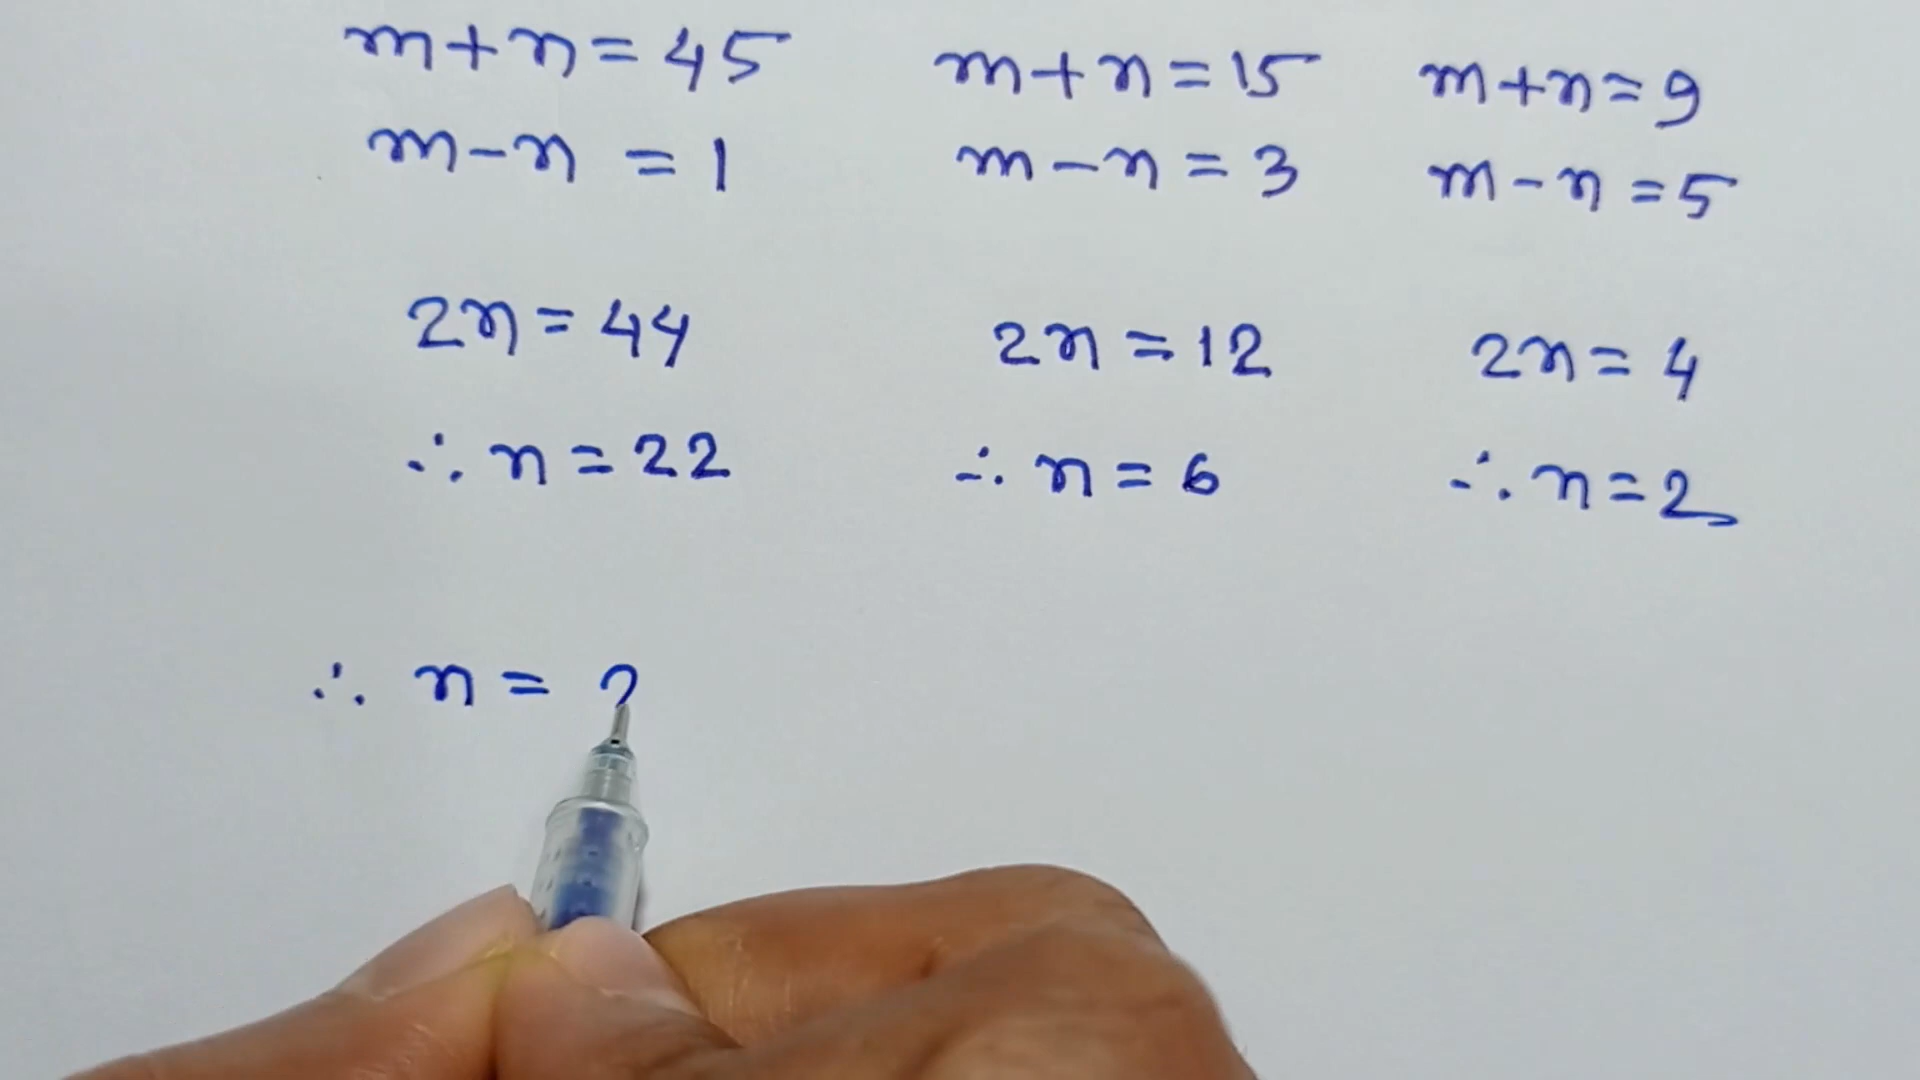 m+n=45
m-n=1
2n=44
∴ n=22
m+n=15
m-n=3
2n=12
∴ n=6
m+n=9
m-n=5
2n=4
∴ n=2
∴ n=2